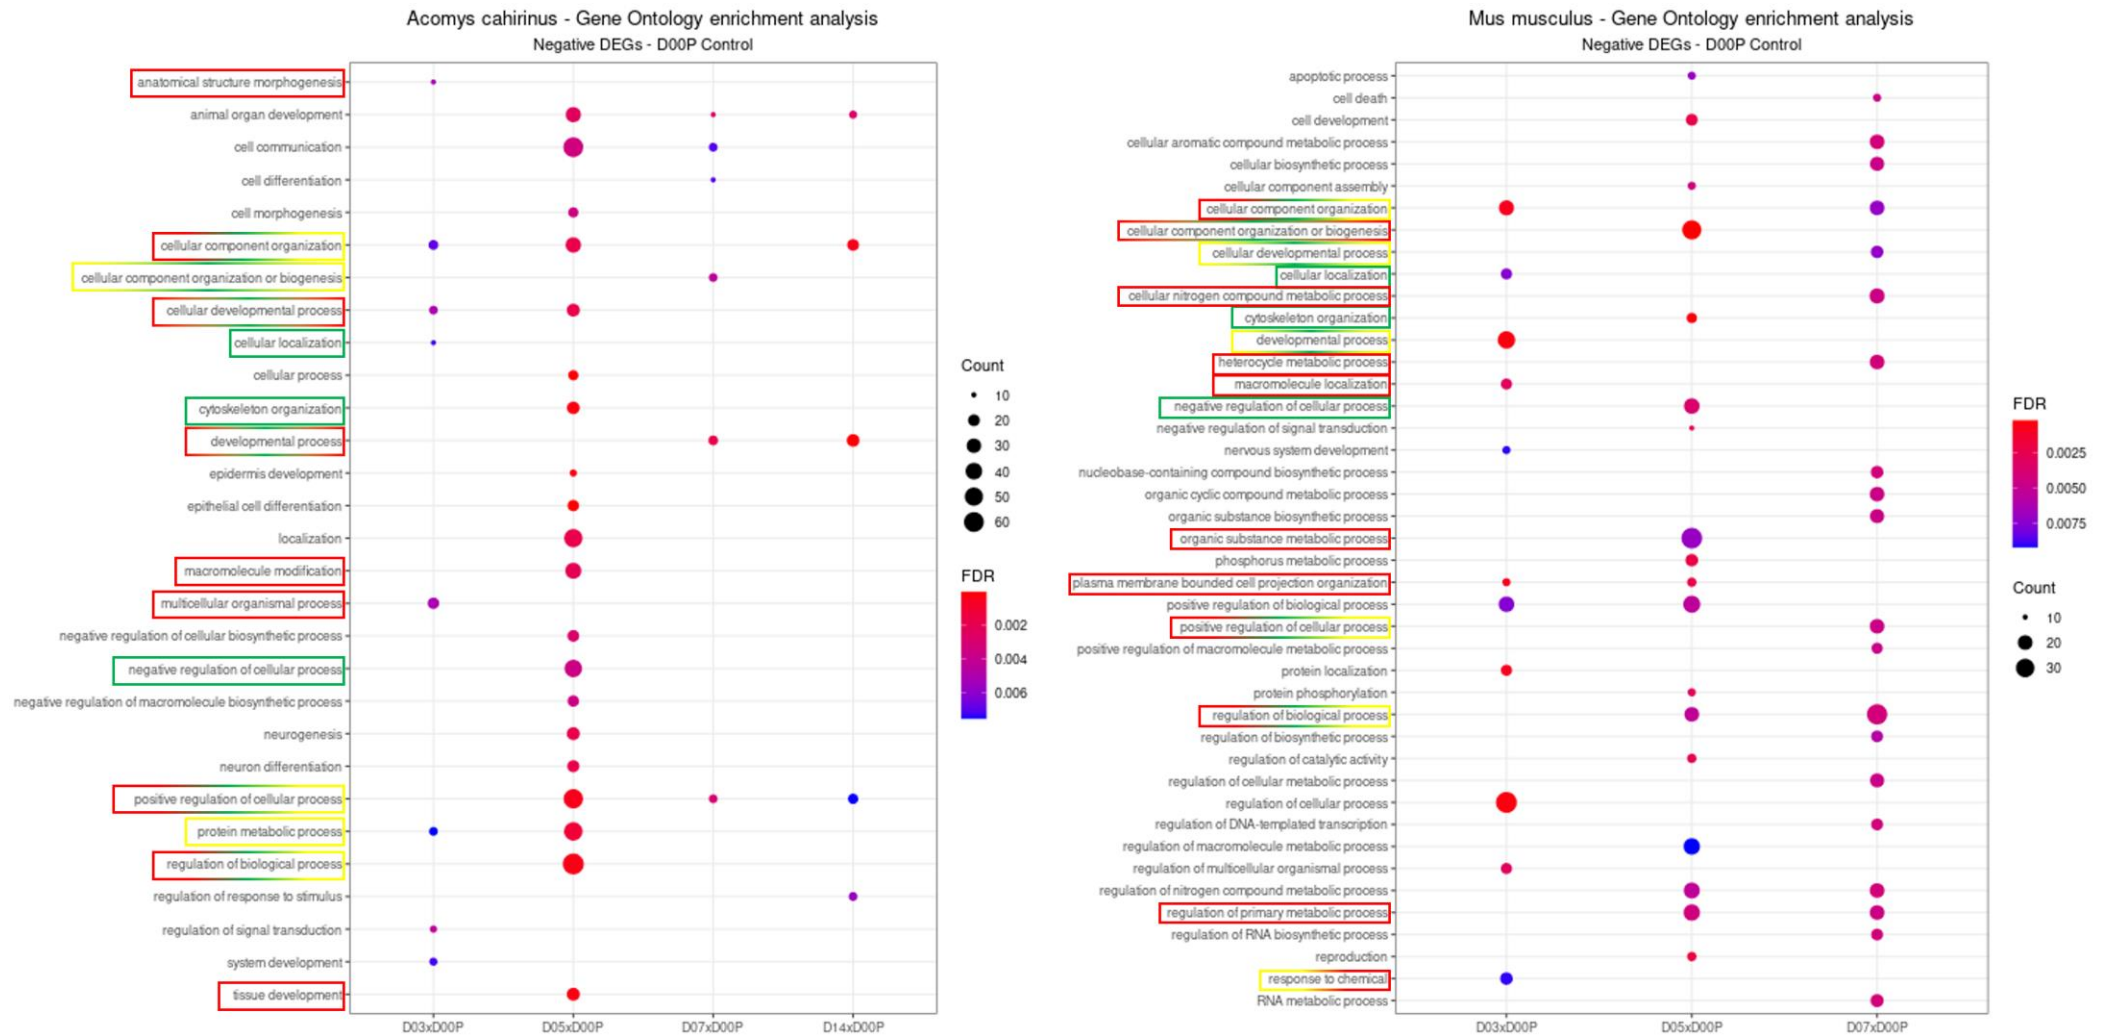 Acomys cahirinus - Gene Ontology enrichment analysis
Negative DEGs - D00P Control
anatomical structure morphogenesis
animal organ development
cell communication
cell differentiation
cell morphogenesis
cellular component organization
cellular component organization or biogenesis
cellular developmental process
cellular localization
cellular process
cytoskeleton organization
developmental process
epidermis development
epithelial cell differentiation
localization
macromolecule modification
multicellular organismal process
negative regulation of cellular biosynthetic process
negative regulation of cellular process
negative regulation of macromolecule biosynthetic process
neurogenesis
neuron differentiation
positive regulation of cellular process
protein metabolic process
regulation of biological process
regulation of response to stimulus
regulation of signal transduction
system development
tissue development
D03xD00P
D05xD00P
D07xD00P
D14xD00P
Count
10
20
30
40
50
60
FDR
0.002
0.004
0.006
Mus musculus - Gene Ontology enrichment analysis
Negative DEGs - D00P Control
apoptotic process
cell death
cell development
cellular aromatic compound metabolic process
cellular biosynthetic process
cellular component assembly
cellular component organization
cellular component organization or biogenesis
cellular developmental process
cellular localization
cellular nitrogen compound metabolic process
cytoskeleton organization
developmental process
heterocycle metabolic process
macromolecule localization
negative regulation of cellular process
negative regulation of signal transduction
nervous system development
nucleobase-containing compound biosynthetic process
organic cyclic compound metabolic process
organic substance biosynthetic process
organic substance metabolic process
phosphorus metabolic process
plasma membrane bounded cell projection organization
positive regulation of biological process
positive regulation of cellular process
positive regulation of macromolecule metabolic process
protein localization
protein phosphorylation
regulation of biological process
regulation of biosynthetic process
regulation of catalytic activity
regulation of cellular metabolic process
regulation of cellular process
regulation of DNA-templated transcription
regulation of macromolecule metabolic process
regulation of multicellular organismal process
regulation of nitrogen compound metabolic process
regulation of primary metabolic process
regulation of RNA biosynthetic process
reproduction
response to chemical
RNA metabolic process
D03xD00P
D05xD00P
D07xD00P
FDR
0.0025
0.0050
0.0075
Count
10
20
30